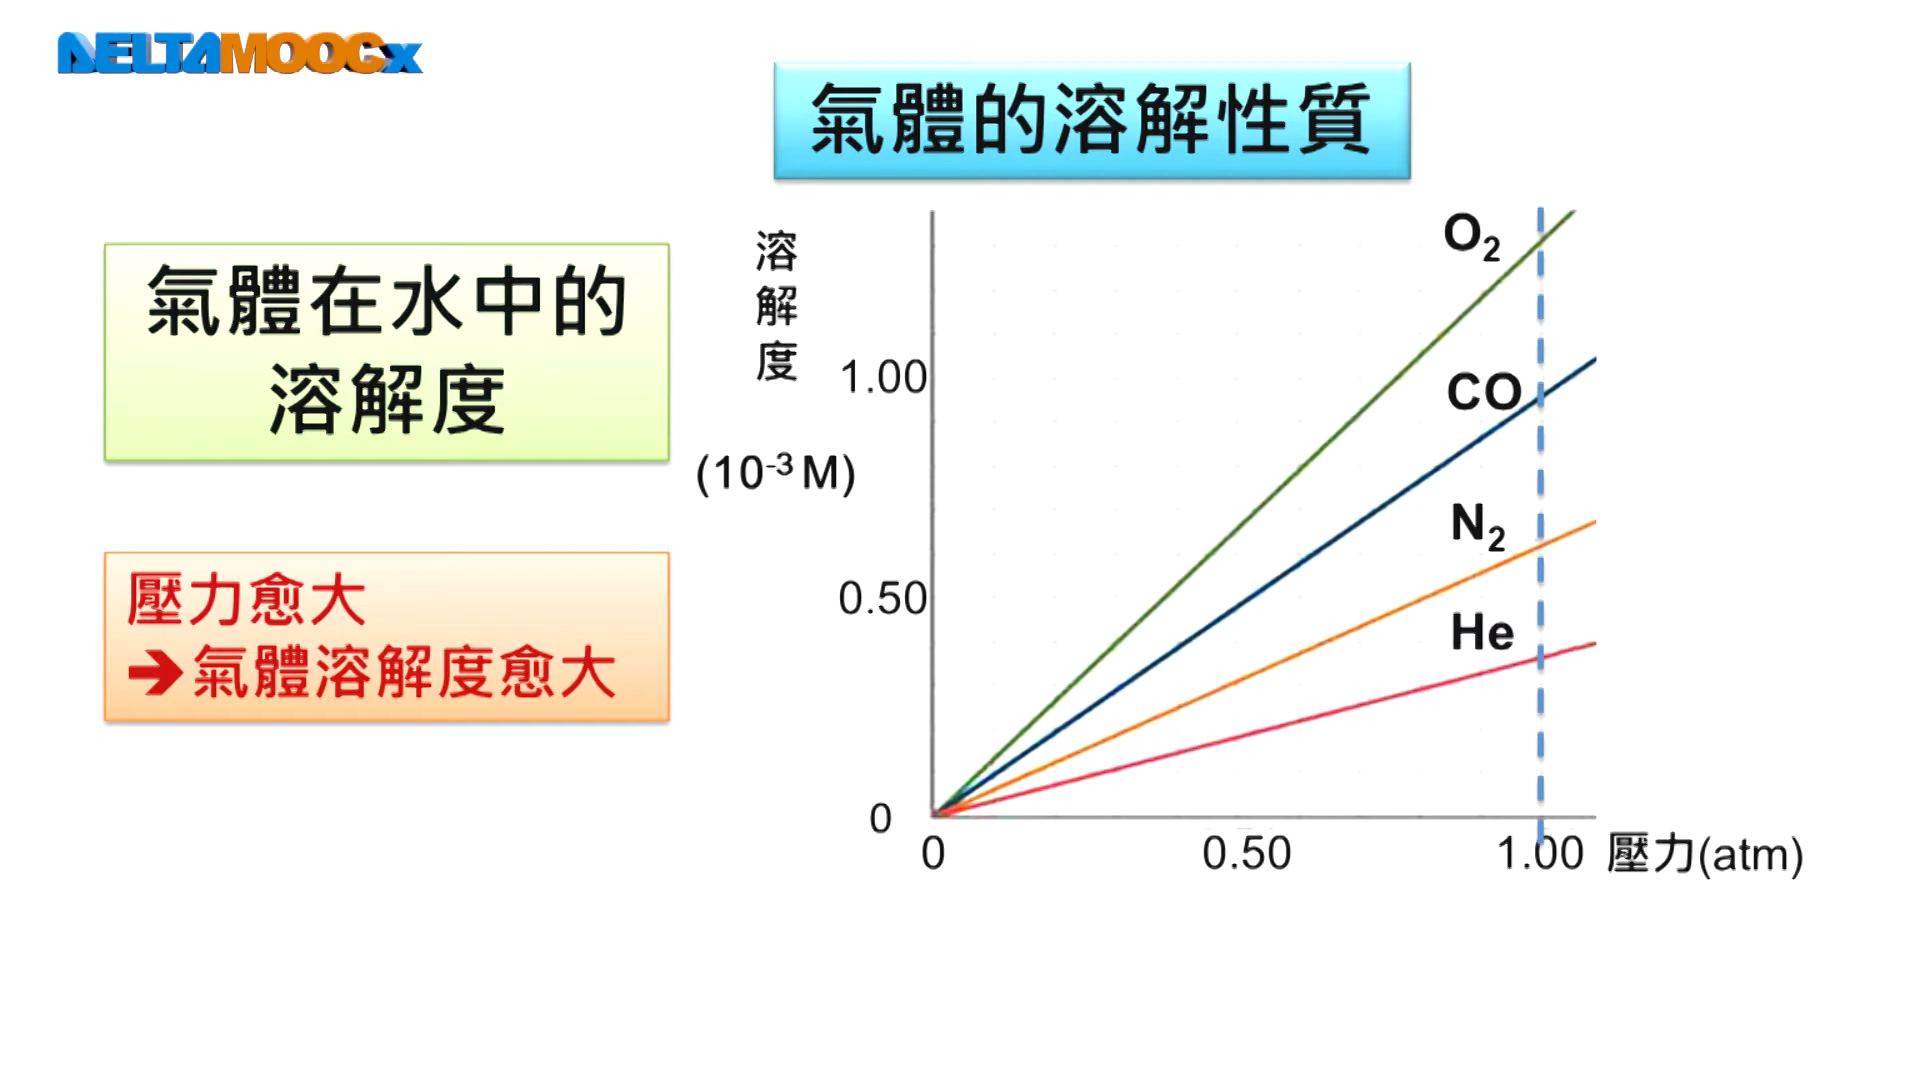 DELTAMOOCx
氣體的溶解性質
氣體在水中的
溶解度
壓力愈大
➔氣體溶解度愈大
溶
解
度
(10⁻³ M)
1.00
0.50
0
O₂
CO
N₂
He
0
0.50
1.00
壓力(atm)